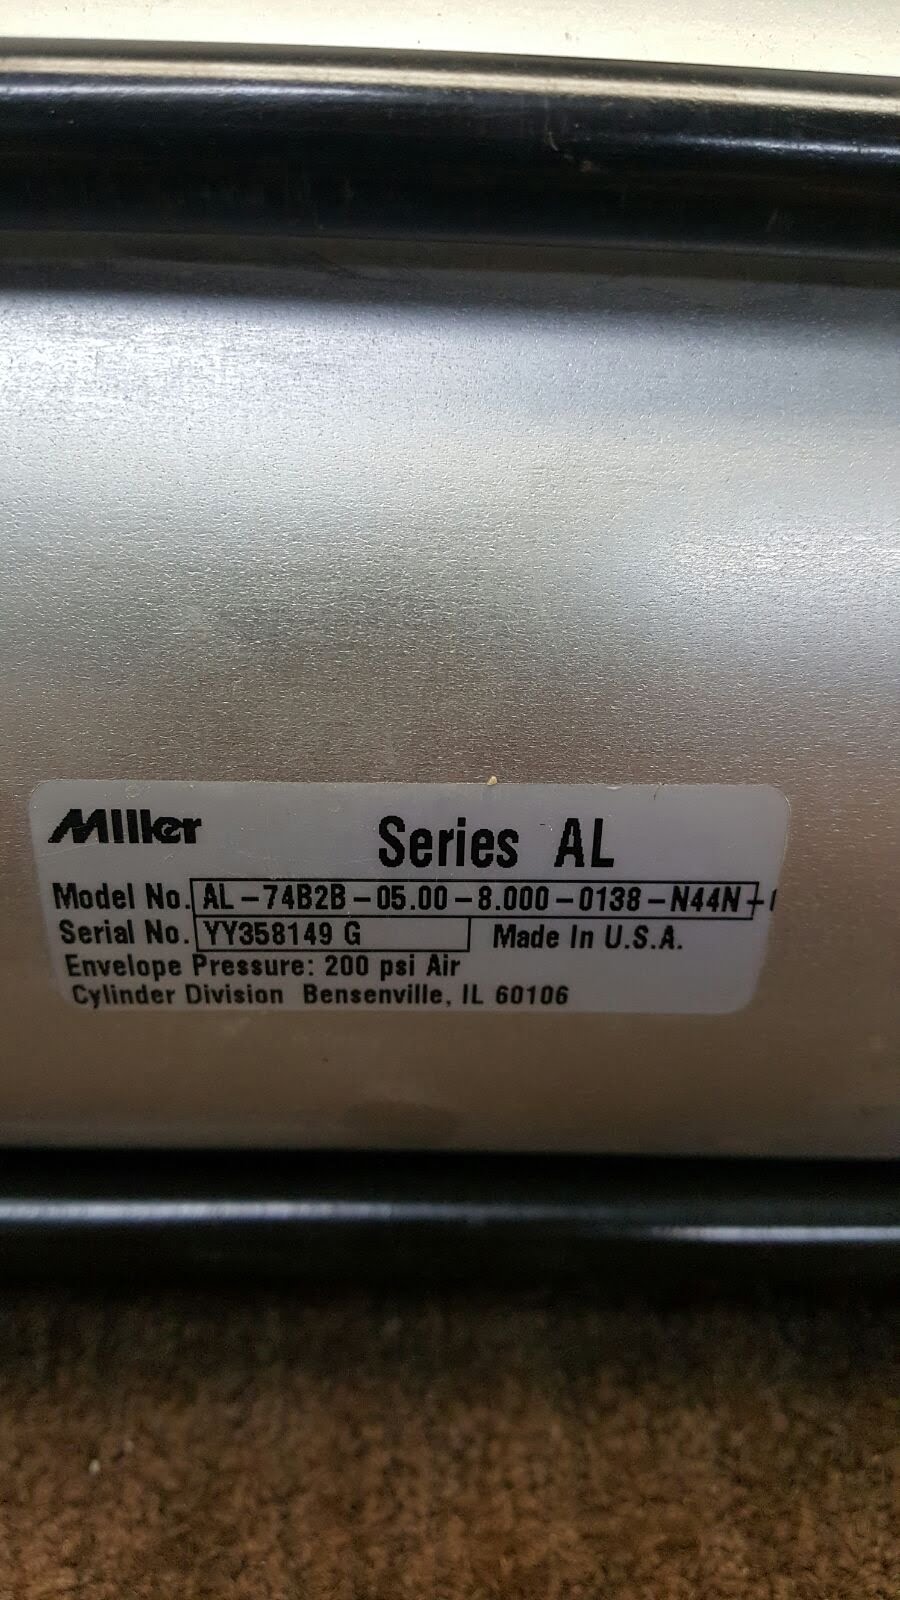 Miller
Series AL
Model No. AL-74B2B-05.00-8.000-0138-N44N-
Serial No. YY358149 G Made In U.S.A.
Envelope Pressure: 200 psi Air
Cylinder Division Bensenville, IL 60106